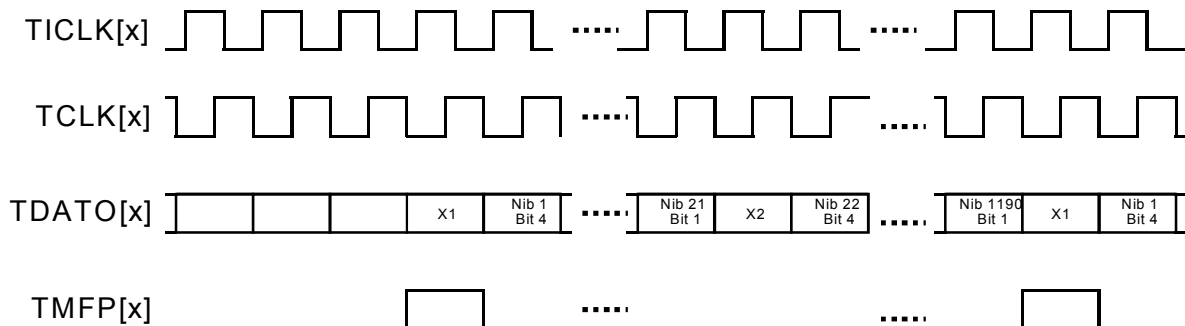 TICLK[x]
TCLK[x]
TDATO[x]
X1
Nib 1
Bit 4
Nib 21
Bit 1
X2
Nib 22
Bit 4
Nib 1190
Bit 1
X1
Nib 1
Bit 4
TMFP[x]